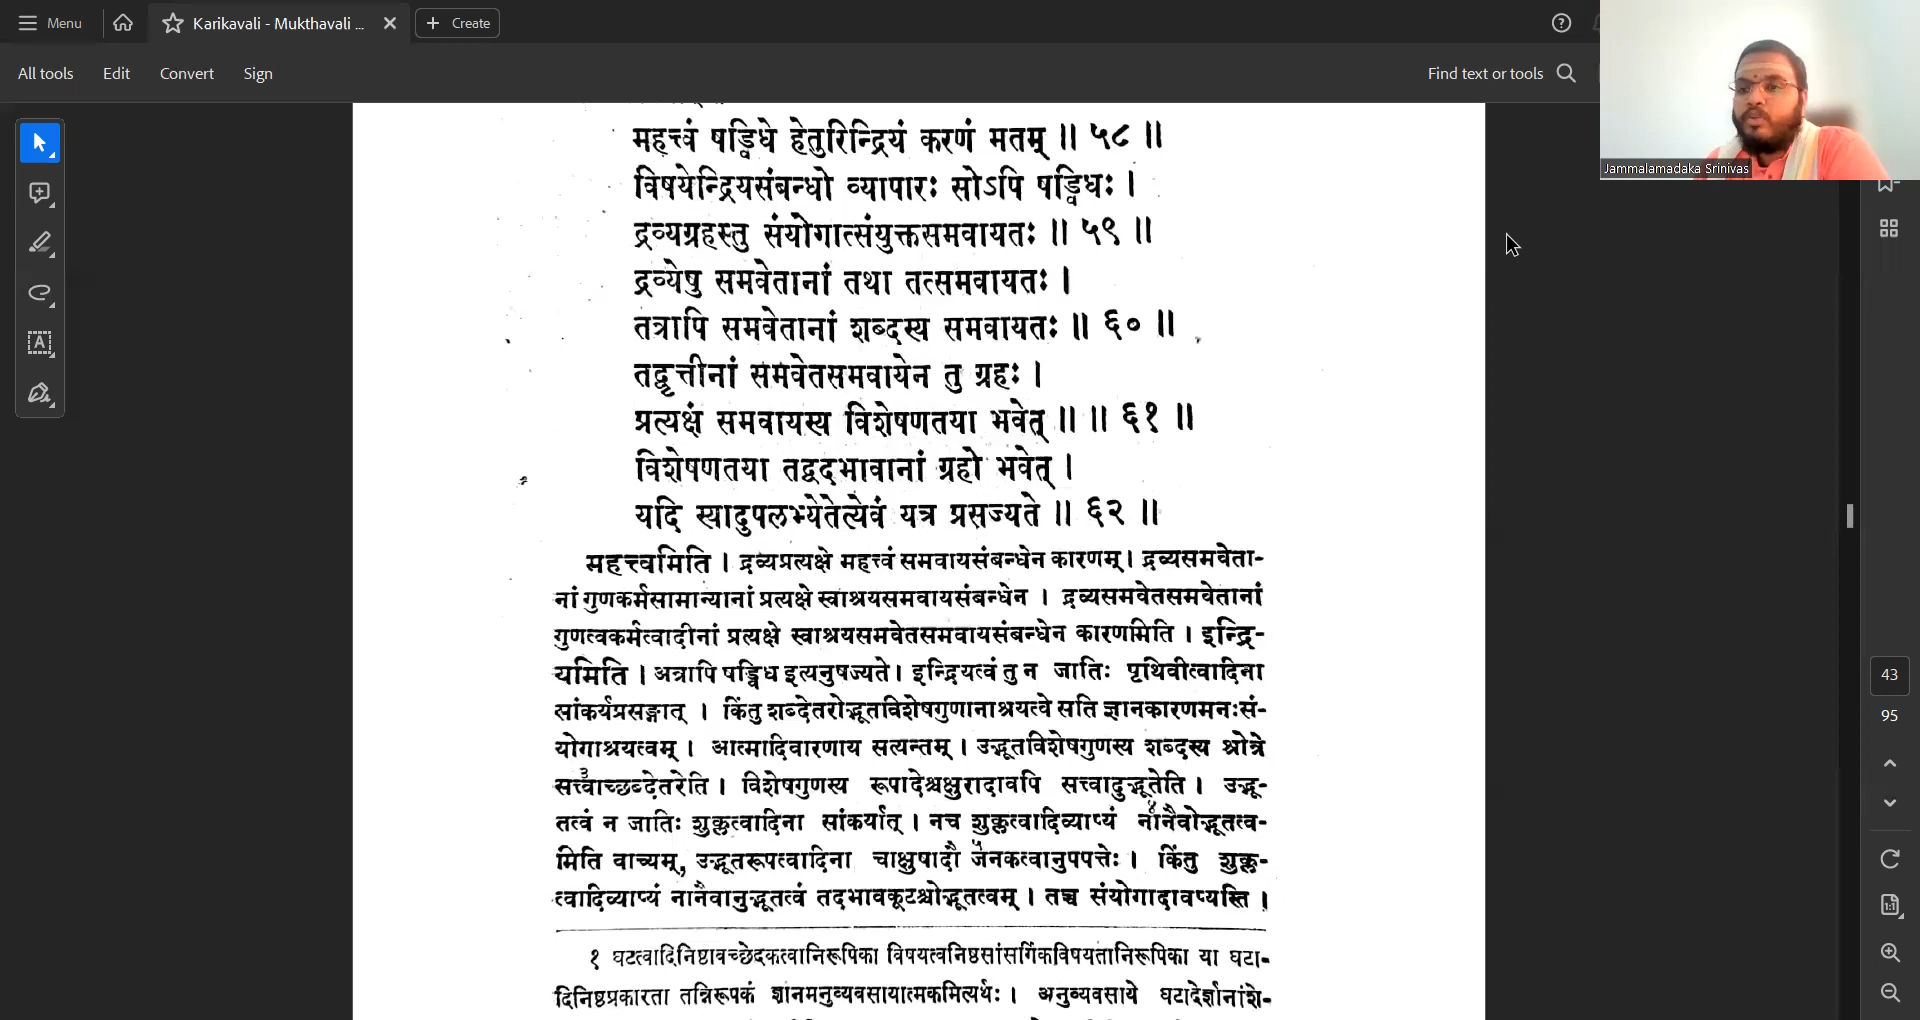 Menu
Karikavali - Mukthavali ...
Create
All tools
Edit
Convert
Sign
Find text or tools
Jammalamadaka Srinivas
महत्त्वं षड्विधे हेतुरिन्द्रियं करणं मतम् ॥ ५८ ॥
विषयेन्द्रियसंबन्धो व्यापारः सोऽपि षड्विधः ।
द्रव्यग्रहस्तु संयोगात्संयुक्तसमवायतः ॥ ५९ ॥
द्रव्येषु समवेतानां तथा तत्समवायतः ।
तत्रापि समवेतानां शब्दस्य समवायतः ॥ ६० ॥
तद्वृत्तीनां समवेतसमवायेन तु ग्रहः ।
प्रत्यक्षं समवायस्य विशेषणतया भवेत् ॥ ॥ ६१ ॥
विशेषणतया तद्वदभावानां ग्रहो भवेत् ।
यदि स्यादुपलभ्येतेत्येवं यत्र प्रसज्यते ॥ ६२ ॥
महत्त्वमिति । द्रव्यप्रत्यक्षे महत्त्वं समवायसंबन्धेन कारणम् । द्रव्यसमवेता-
नां गुणकर्मसामान्यानां प्रत्यक्षे स्वाश्रयसमवायसंबन्धेन । द्रव्यसमवेतसमवेतानां
गुणत्वकर्मत्वादीनां प्रत्यक्षे स्वाश्रयसमवेतसमवायसंबन्धेन कारणमिति । इन्द्रि-
यमिति । अत्रापि षड्विध इत्यनुषज्यते । इन्द्रियत्वं तु न जातिः पृथिवीत्वादिना
सांकर्यप्रसङ्गात् । किंतु शब्देतरोद्भूतविशेषगुणानाश्रयत्वे सति ज्ञानकारणमनःसं-
योगाश्रयत्वम् । आत्मादिवारणाय सत्यन्तम् । उद्भूतविशेषगुणस्य शब्दस्य श्रोत्रे
सत्त्वाच्छब्देतरेति । विशेषगुणस्य रूपादेश्चक्षुरादावपि सत्त्वादुद्भूतेति । उद्भू-
तत्वं न जातिः शुक्लत्वादिना सांकर्यात् । नच शुक्लत्वादिव्याप्यं नानैवोद्भूतत्व-
मिति वाच्यम्, उद्भूतरूपत्वादिना चाक्षुषादौ जनकत्वानुपपत्तेः । किंतु शुक्ल-
त्वादिव्याप्यं नानैवानुद्भूतत्वं तदभावकूटश्चोद्भूतत्वम् । तच्च संयोगादावप्यस्ति ।
१ घटत्वादिनिष्ठावच्छेदकत्वानिरूपिका विषयत्वनिष्ठसांसर्गिकविषयतानिरूपिका या घटा-
दिनिष्ठप्रकारता तन्निरूपकं ज्ञानमनुव्यवसायात्मकमित्यर्थः । अनुव्यवसाये घटादेर्ज्ञानांशे-
43
95